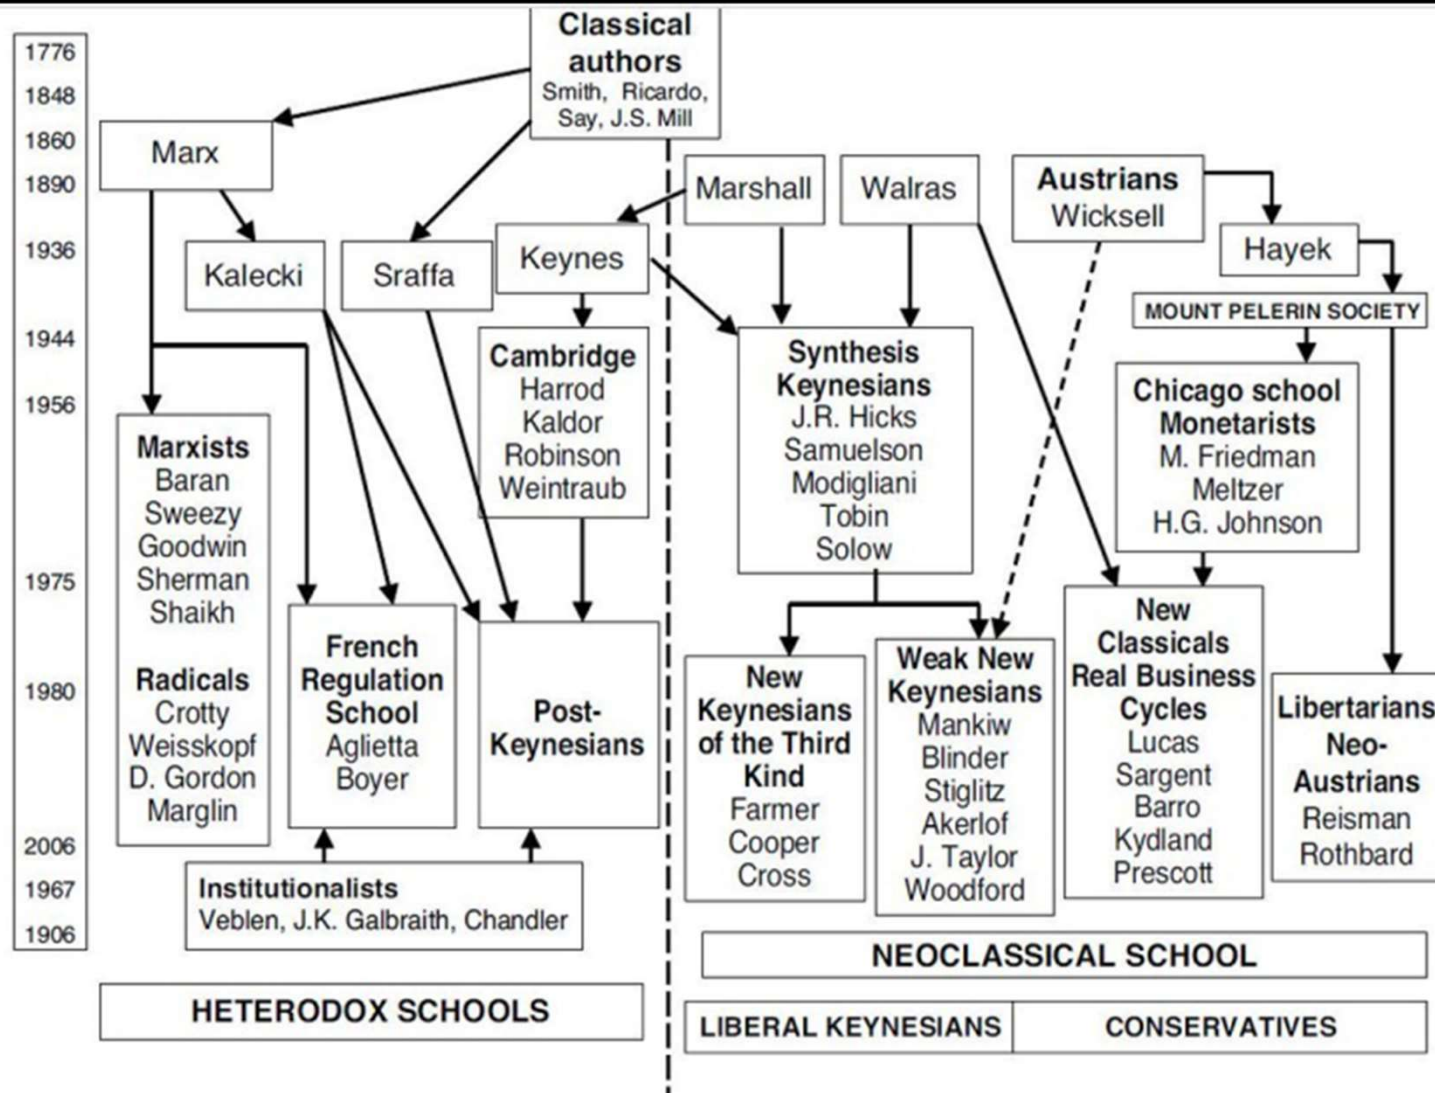 Classical
authors
Smith, Ricardo,
Say, J.S. Mill
1776
1848
1860
1890
1936
1944
1956
1975
1980
2006
1967
1906
Marx
Marshall
Walras
Austrians
Wicksell
Kalecki
Sraffa
Keynes
Hayek
MOUNT PELERIN SOCIETY
Cambridge
Harrod
Kaldor
Robinson
Weintraub
Synthesis
Keynesians
J.R. Hicks
Samuelson
Modigliani
Tobin
Solow
Chicago school
Monetarists
M. Friedman
Meltzer
H.G. Johnson
Marxists
Baran
Sweezy
Goodwin
Sherman
Shaikh
Radicals
Crotty
Weisskopf
D. Gordon
Marglin
French
Regulation
School
Aglietta
Boyer
Post-
Keynesians
New
Keynesians
of the Third
Kind
Farmer
Cooper
Cross
Weak New
Keynesians
Mankiw
Blinder
Stiglitz
Akerlof
J. Taylor
Woodford
New
Classicals
Real Business
Cycles
Lucas
Sargent
Barro
Kydland
Prescott
Libertarians
Neo-
Austrians
Reisman
Rothbard
Institutionalists
Veblen, J.K. Galbraith, Chandler
NEOCLASSICAL SCHOOL
HETERODOX SCHOOLS
LIBERAL KEYNESIANS
CONSERVATIVES